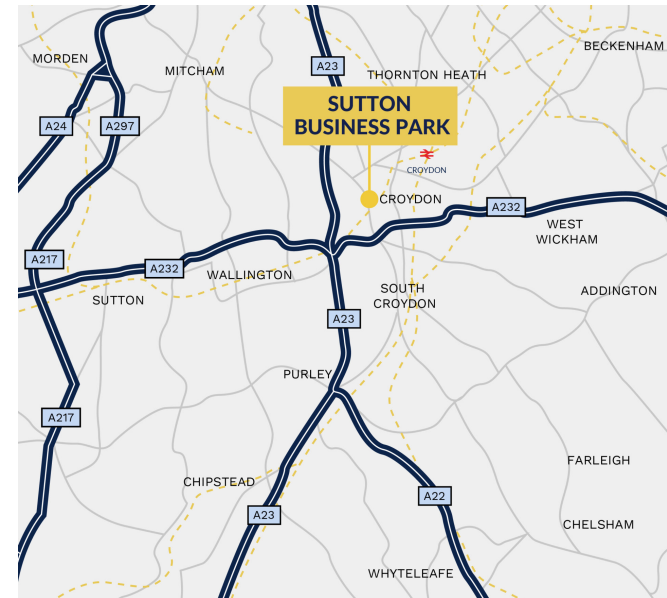 BECKENHAM
MORDEN
A23
MITCHAM
THORNTON HEATH
SUTTON
BUSINESS PARK
A24
A297
CROYDON
CROYDON
A232
WEST
WICKHAM
A217
A232
WALLINGTON
SUTTON
SOUTH
CROYDON
ADDINGTON
A23
PURLEY
A217
FARLEIGH
CHIPSTEAD
A22
A23
CHELSHAM
WHYTELEAFE